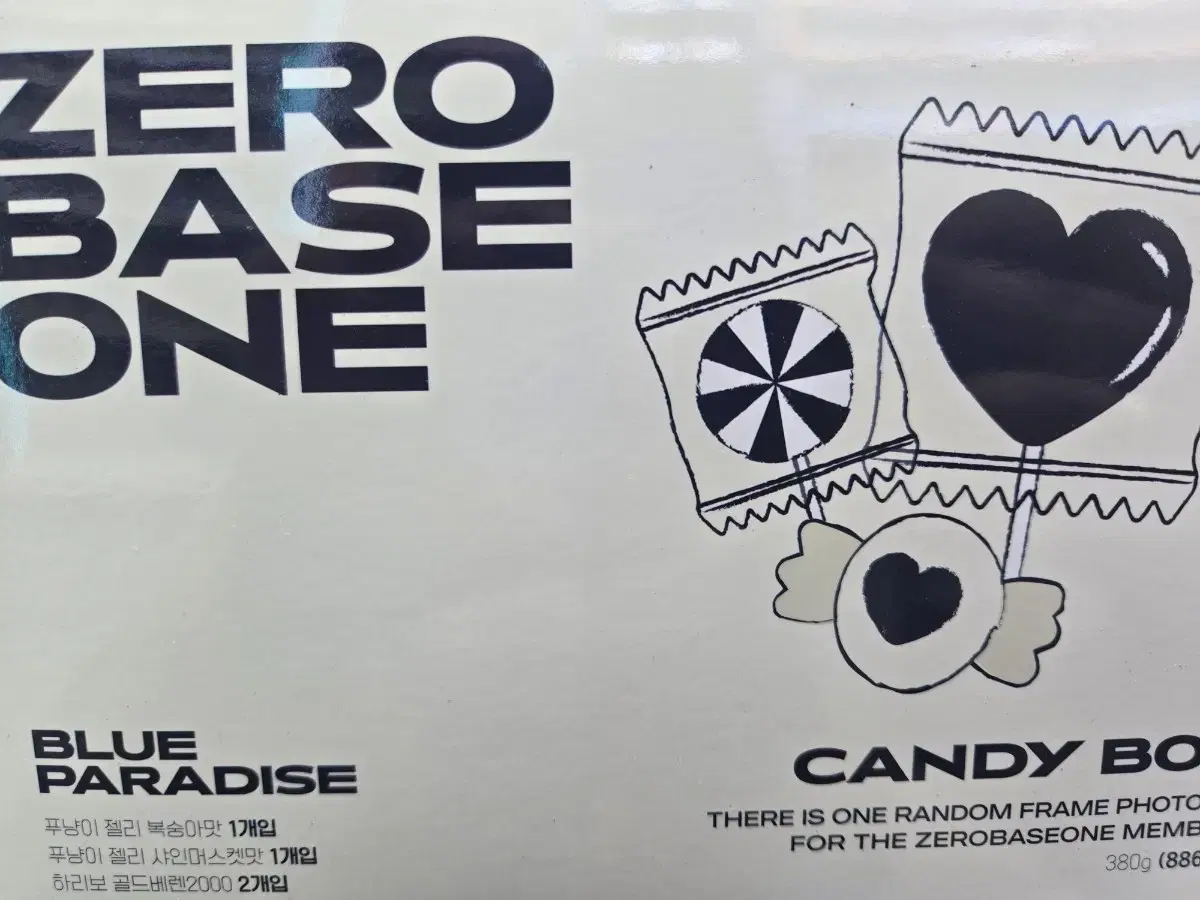 ZERO
BASE
ONE
BLUE
PARADISE
푸냥이 젤리 복숭아맛 1개입
푸냥이 젤리 샤인머스켓맛 1개입
하리보 골드베렌2000 2개입
CANDY BO
THERE IS ONE RANDOM FRAME PHOTO
FOR THE ZEROBASEONE MEMB
380g (886